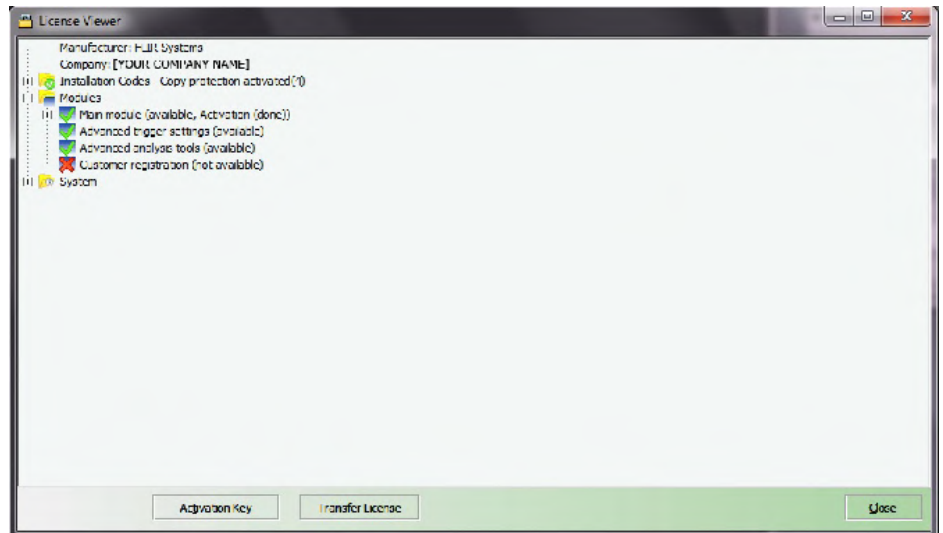 License Viewer
Manufacturer: FLIR Systems
Company: [YOUR COMPANY NAME]
Installation Codes - Copy protection activated(1)
Modules
Main module (available, Activation (done))
Advanced trigger settings (available)
Advanced analysis tools (available)
Customer registration (not available)
System
Activation Key
Transfer License
Close